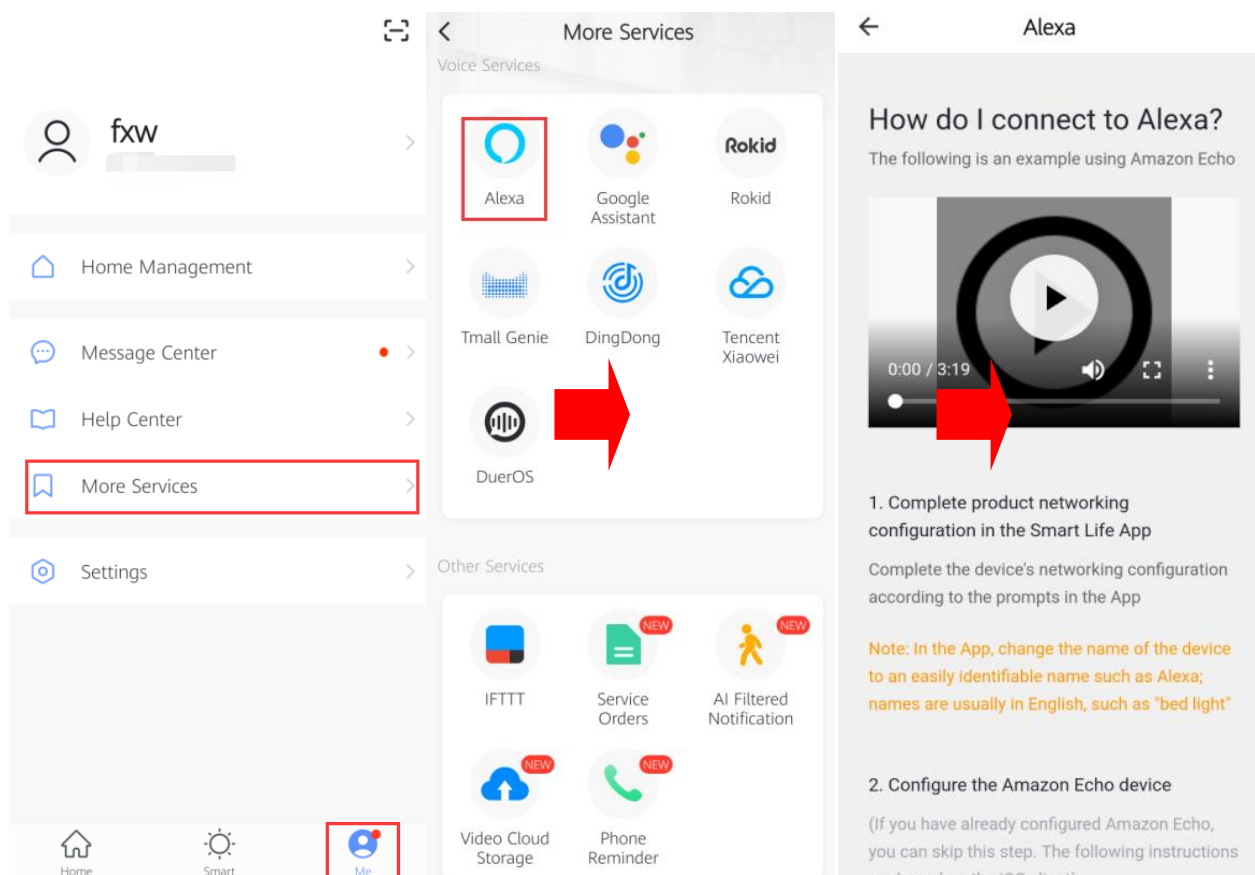 fxw
Home Management
Message Center
Help Center
More Services
Settings
Home
Smart
Me
More Services
Voice Services
Alexa
Google
Assistant
Rokid
Rokid
Tmall Genie
DingDong
Tencent
Xiaowei
DuerOS
Other Services
NEW
NEW
IFTTT
Service
Orders
AI Filtered
Notification
NEW
NEW
Video Cloud
Storage
Phone
Reminder
Alexa
How do I connect to Alexa?
The following is an example using Amazon Echo
0:00 / 3:19
1. Complete product networking
configuration in the Smart Life App
Complete the device's networking configuration
according to the prompts in the App
Note: In the App, change the name of the device
to an easily identifiable name such as Alexa;
names are usually in English, such as "bed light"
2. Configure the Amazon Echo device
(If you have already configured Amazon Echo,
you can skip this step. The following instructions